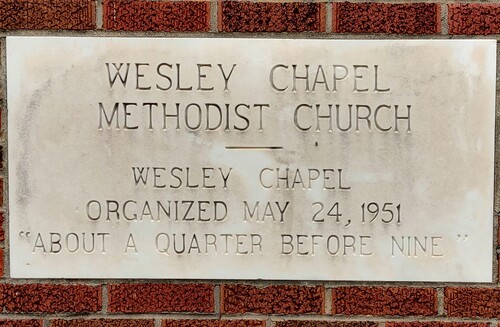 WESLEY CHAPEL
METHODIST CHURCH
WESLEY CHAPEL
ORGANIZED MAY 24, 1951
"ABOUT A QUARTER BEFORE NINE"